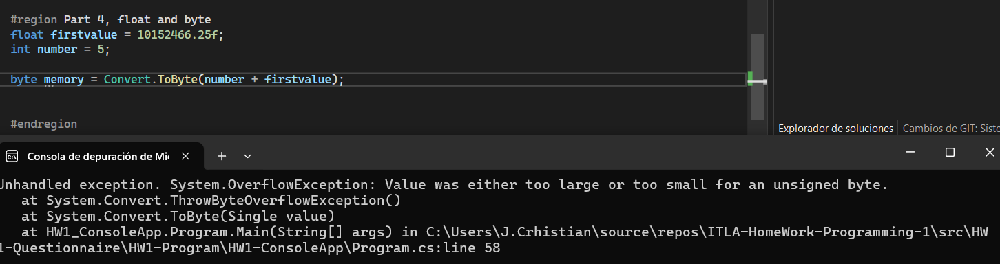 #region Part 4, float and byte
float firstvalue = 10152466.25f;
int number = 5;
byte memory = Convert.ToByte(number + firstvalue);
#endregion
Explorador de soluciones Cambios de GIT: Siste
Consola de depuración de Mi
Unhandled exception. System.OverflowException: Value was either too large or too small for an unsigned byte.
at System.Convert.ThrowByteOverflowException()
at System.Convert.ToByte(Single value)
at HW1_ConsoleApp.Program.Main(String[] args) in C:\Users\J.Crhistian\source\repos\ITLA-HomeWork-Programming-1\src\HW
1-Questionnaire\HW1-Program\HW1-ConsoleApp\Program.cs:line 58